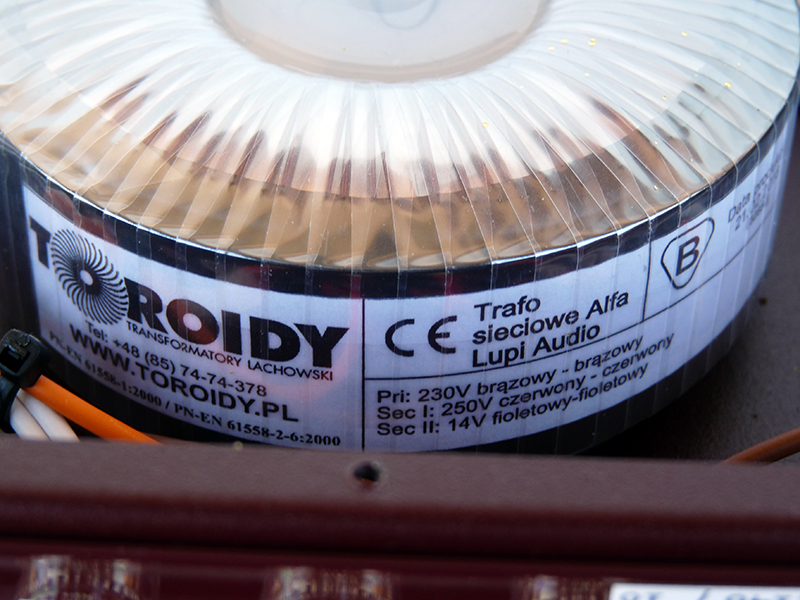 TOROIDY
TRANSFORMATORY LACHOWSKI
Tel: +48 (85) 74-74-378
WWW.TOROIDY.PL
PN-EN 61558-1:2000 / PN-EN 61558-2-6:2000
CE
Trafo
sieciowe Alfa
Lupi Audio
Pri: 230V brązowy - brązowy
Sec I: 250V czerwony - czerwony
Sec II: 14V fioletowy-fioletowy
B
Data